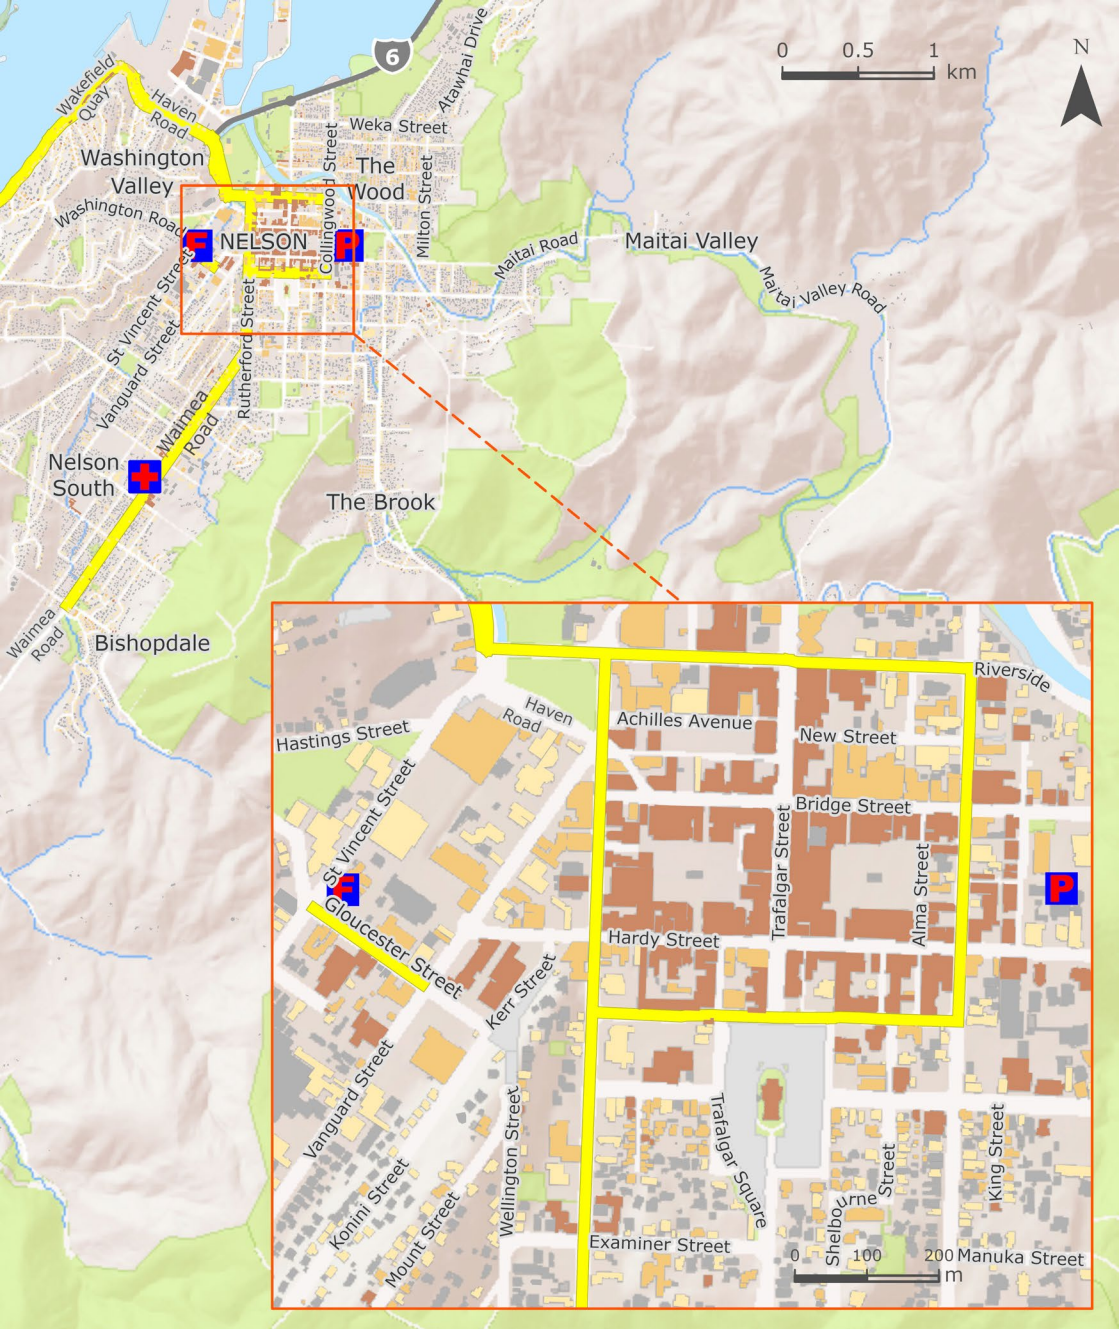 6
0 0.5 1
km
N
Atawhai Drive
Wakefield
Quay
Haven
Road
Weka Street
Washington
Valley
The
Wood
Collingwood Street
Milton Street
Washington Road
F
NELSON
P
Maitai Road
Maitai Valley
Maitai Valley Road
St Vincent Street
Vanguard Street
Rutherford Street
Waimea
Road
Nelson
South
The Brook
Waimea
Road
Bishopdale
Riverside
Haven
Road
Achilles Avenue
Hastings Street
New Street
St Vincent Street
Bridge Street
Trafalgar Street
Alma Street
F
P
Gloucester Street
Hardy Street
Kerr Street
Vanguard Street
Trafalgar Square
Wellington Street
King Street
Konini Street
Mount Street
Shelbourne Street
Examiner Street
0 100 200
m
Manuka Street